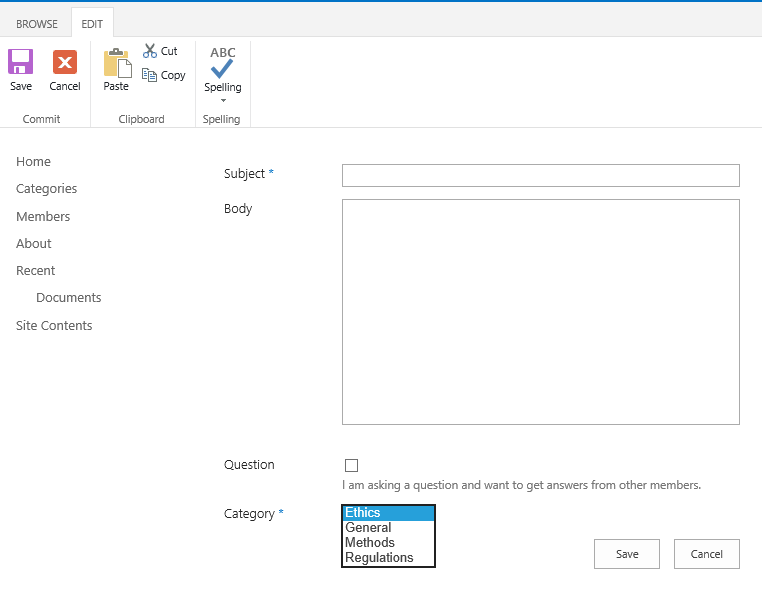 BROWSE EDIT
Save Cancel Paste Cut Copy ABC Spelling
Commit Clipboard Spelling
Home
Categories
Members
About
Recent
Documents
Site Contents
Subject *
Body
Question
I am asking a question and want to get answers from other members.
Category *
Ethics
General
Methods
Regulations
Save Cancel